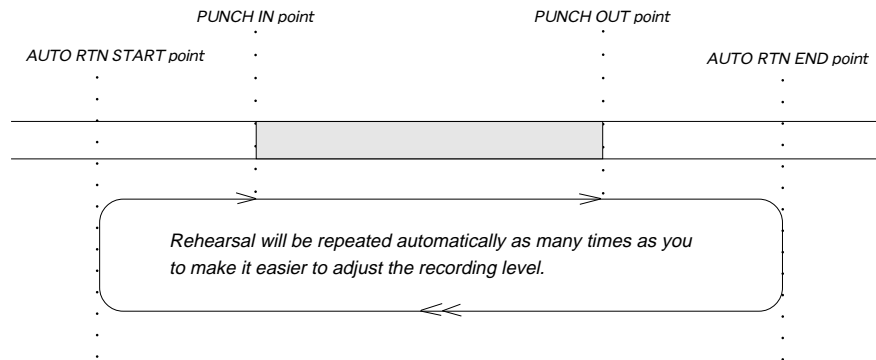 PUNCH IN point
PUNCH OUT point
AUTO RTN START point
AUTO RTN END point
Rehearsal will be repeated automatically as many times as you
to make it easier to adjust the recording level.